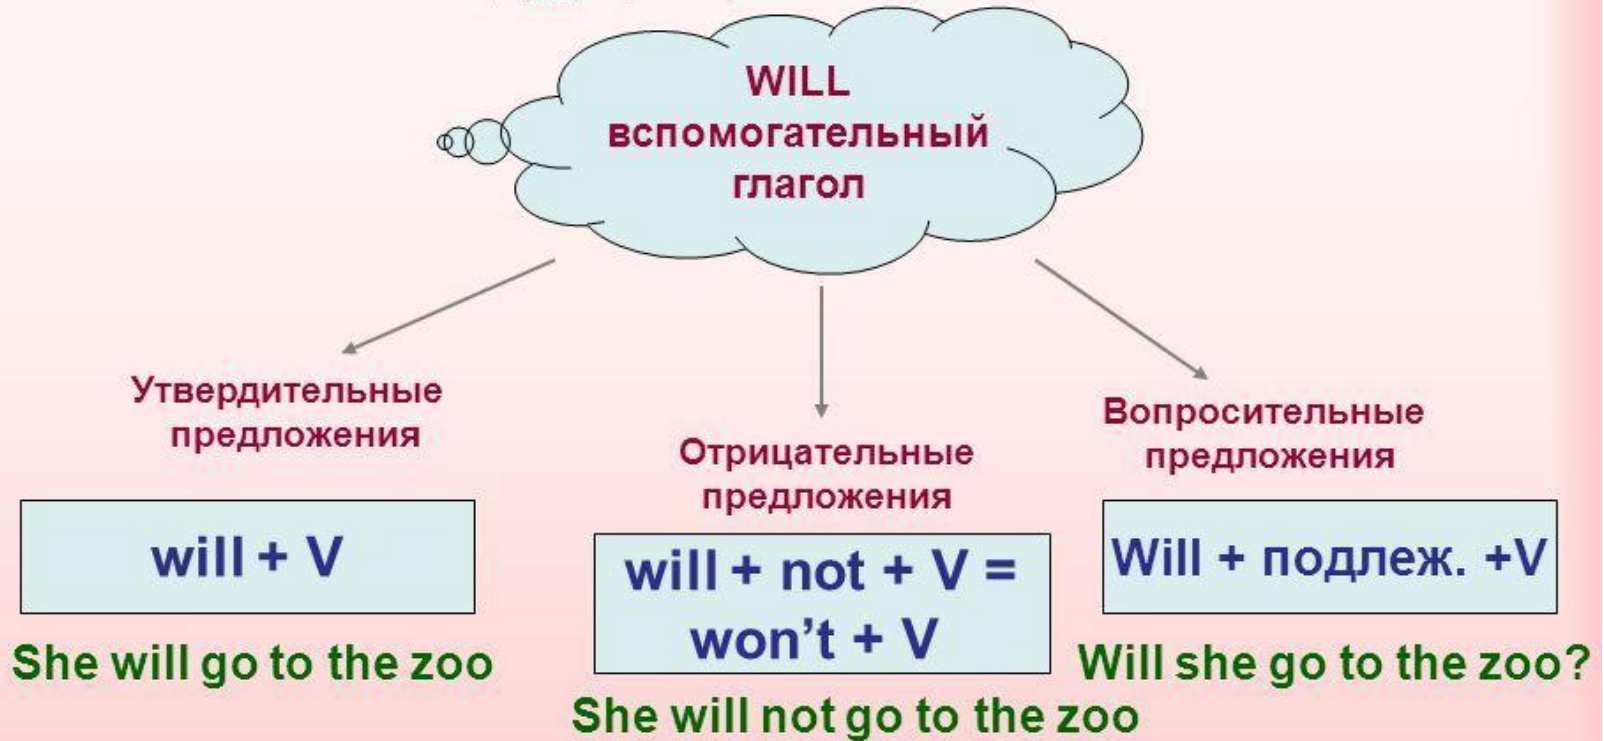 WILL
вспомогательный
глагол
Утвердительные
предложения
will + V
She will go to the zoo
Отрицательные
предложения
will + not + V =
won't + V
She will not go to the zoo
Вопросительные
предложения
Will + подлеж. +V
Will she go to the zoo?